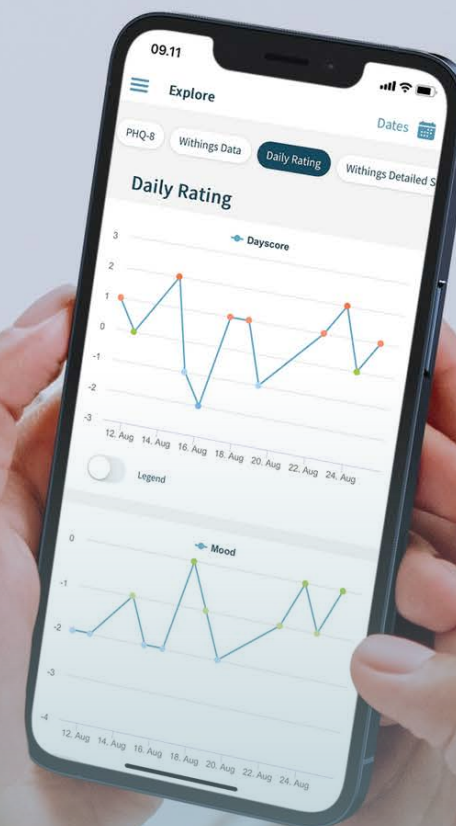 09.11
Explore
Dates
PHQ-8 Withings Data Daily Rating Withings Detailed S
Daily Rating
Dayscore
3
2
1
0
-1
-2
-3
12. Aug 14. Aug 16. Aug 18. Aug 20. Aug 22. Aug 24. Aug
Legend
Mood
0
-1
-2
-3
-4
12. Aug 14. Aug 16. Aug 18. Aug 20. Aug 22. Aug 24. Aug